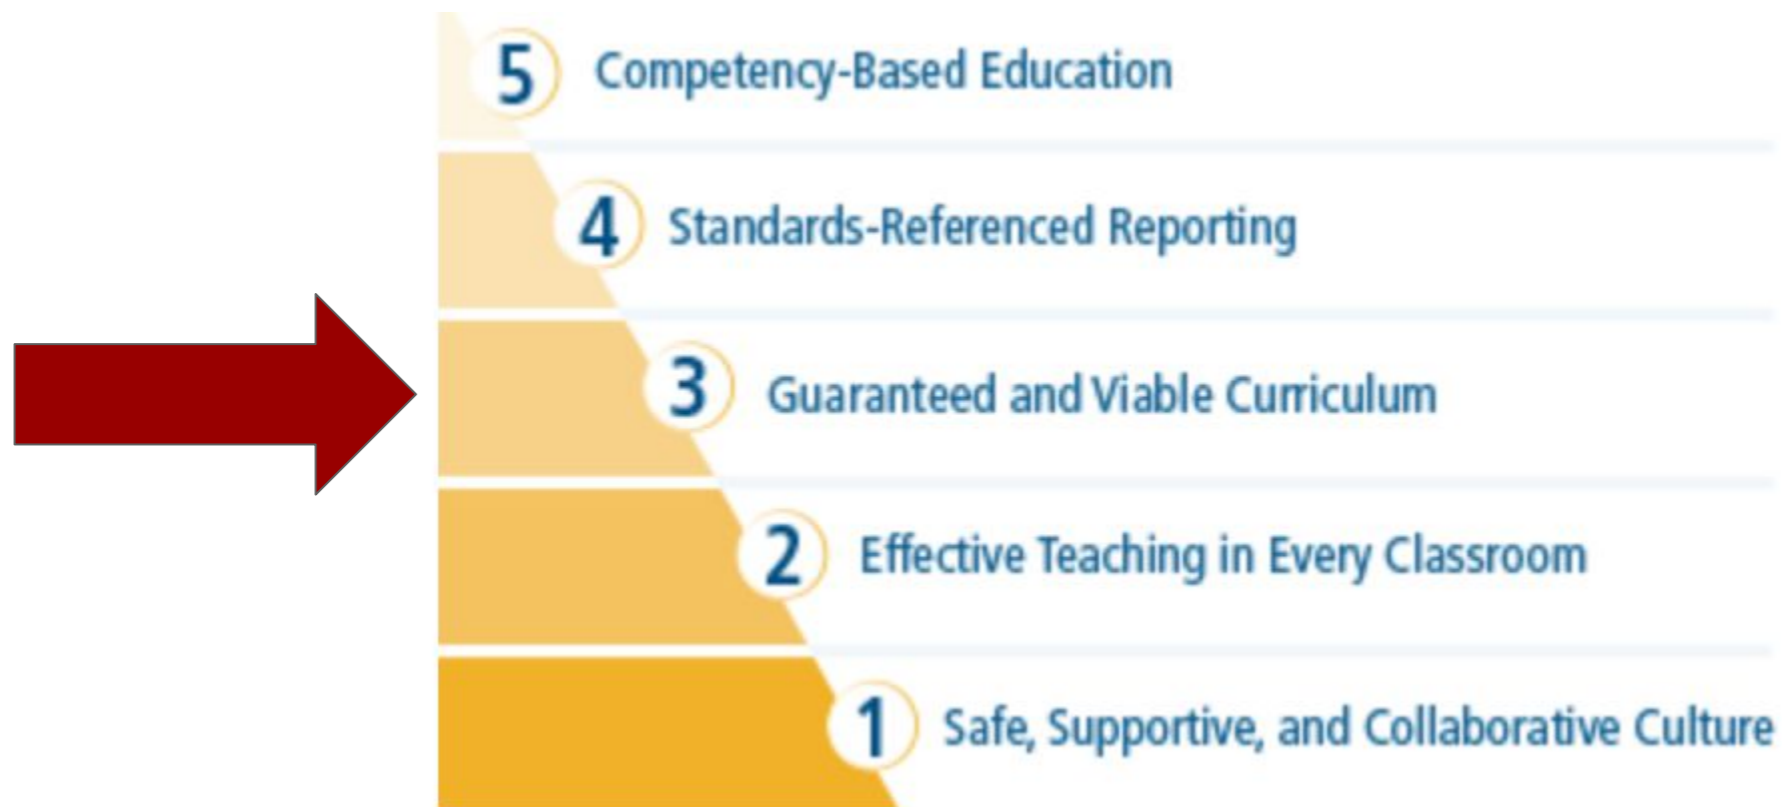 5 Competency-Based Education
4 Standards-Referenced Reporting
3 Guaranteed and Viable Curriculum
2 Effective Teaching in Every Classroom
1 Safe, Supportive, and Collaborative Culture